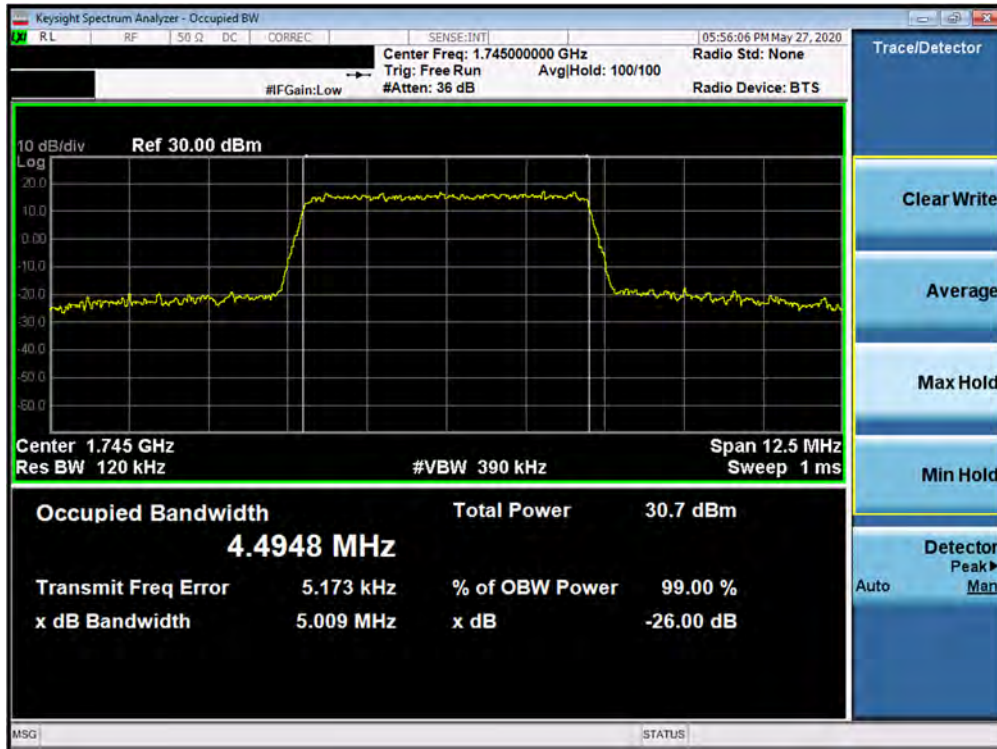 Keysight Spectrum Analyzer - Occupied BW
LXI RL RF 50 Ω DC CORREC SENSE:INT 05:56:06 PM May 27, 2020
Center Freq: 1.745000000 GHz Radio Std: None
Trig: Free Run Avg|Hold: 100/100
#IFGain:Low #Atten: 36 dB Radio Device: BTS
Trace/Detector
10 dB/div Ref 30.00 dBm
Log
20.0
10.0
0.00
-10.0
-20.0
-30.0
-40.0
-50.0
-60.0
Center 1.745 GHz Span 12.5 MHz
Res BW 120 kHz #VBW 390 kHz Sweep 1 ms
Occupied Bandwidth Total Power 30.7 dBm
4.4948 MHz
Transmit Freq Error 5.173 kHz % of OBW Power 99.00 %
x dB Bandwidth 5.009 MHz x dB -26.00 dB
Clear Write
Average
Max Hold
Min Hold
Detector
Peak▶
Auto Man
MSG STATUS